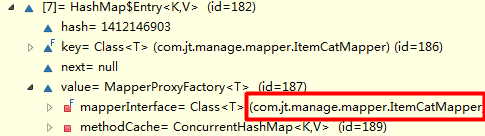 [7]= HashMap$Entry<K,V> (id=182)
hash= 1412146903
F key= Class<T> (com.jt.manage.mapper.ItemCatMapper) (id=186)
next= null
value= MapperProxyFactory<T> (id=187)
F mapperInterface= Class<T> (com.jt.manage.mapper.ItemCatMapper
methodCache= ConcurrentHashMap<K,V> (id=189)